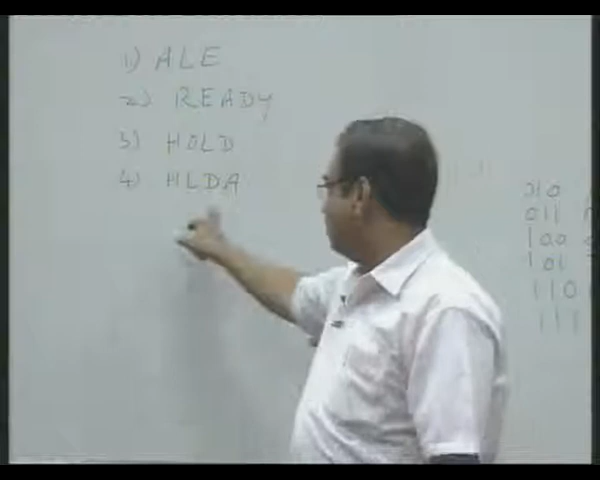 1) ALE
2) READY
3) HOLD
4) HLDA
010
011
100
101
110
111